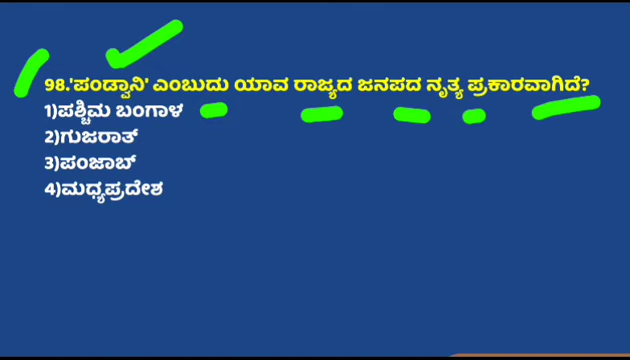 98.'ಪಂಡ್ವಾನಿ' ಎಂಬುದು ಯಾವ ರಾಜ್ಯದ ಜನಪದ ನೃತ್ಯ ಪ್ರಕಾರವಾಗಿದೆ?
1)ಪಶ್ಚಿಮ ಬಂಗಾಳ
2)ಗುಜರಾತ್
3)ಪಂಜಾಬ್
4)ಮಧ್ಯಪ್ರದೇಶ